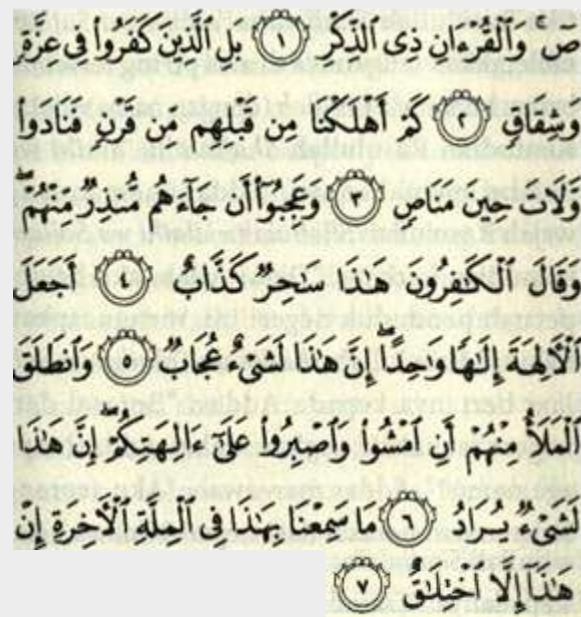 صٓ ۚ وَٱلْقُرْءَانِ ذِى ٱلذِّكْرِ ﴿١﴾ بَلِ ٱلَّذِينَ كَفَرُوا۟ فِى عِزَّةٍ
وَشِقَاقٍ ﴿٢﴾ كَمْ أَهْلَكْنَا مِن قَبْلِهِم مِّن قَرْنٍ فَنَادَوا۟
وَّلَاتَ حِينَ مَنَاصٍ ﴿٣﴾ وَعَجِبُوٓا۟ أَن جَآءَهُم مُّنذِرٌ مِّنْهُمْ ۖ
وَقَالَ ٱلْكَٰفِرُونَ هَٰذَا سَٰحِرٌ كَذَّابٌ ﴿٤﴾ أَجَعَلَ
ٱلْءَالِهَةَ إِلَٰهًا وَٰحِدًا ۖ إِنَّ هَٰذَا لَشَىْءٌ عُجَابٌ ﴿٥﴾ وَٱنطَلَقَ
ٱلْمَلَأُ مِنْهُمْ أَنِ ٱمْشُوا۟ وَٱصْبِرُوا۟ عَلَىٰٓ ءَالِهَتِكُمْ ۖ إِنَّ هَٰذَا
لَشَىْءٌ يُرَادُ ﴿٦﴾ مَا سَمِعْنَا بِهَٰذَا فِى ٱلْمِلَّةِ ٱلْءَاخِرَةِ إِنْ
هَٰذَآ إِلَّا ٱخْتِلَٰقٌ ﴿٧﴾